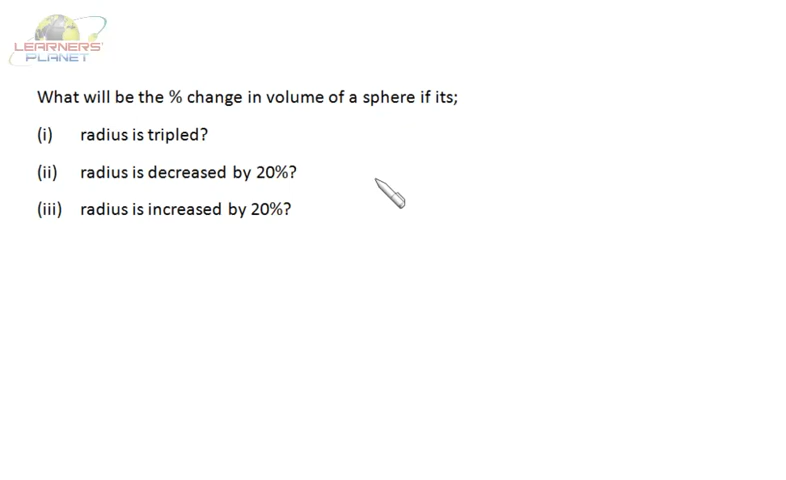 LEARNERS'
PLANET
What will be the % change in volume of a sphere if its;
(i) radius is tripled?
(ii) radius is decreased by 20%?
(iii) radius is increased by 20%?